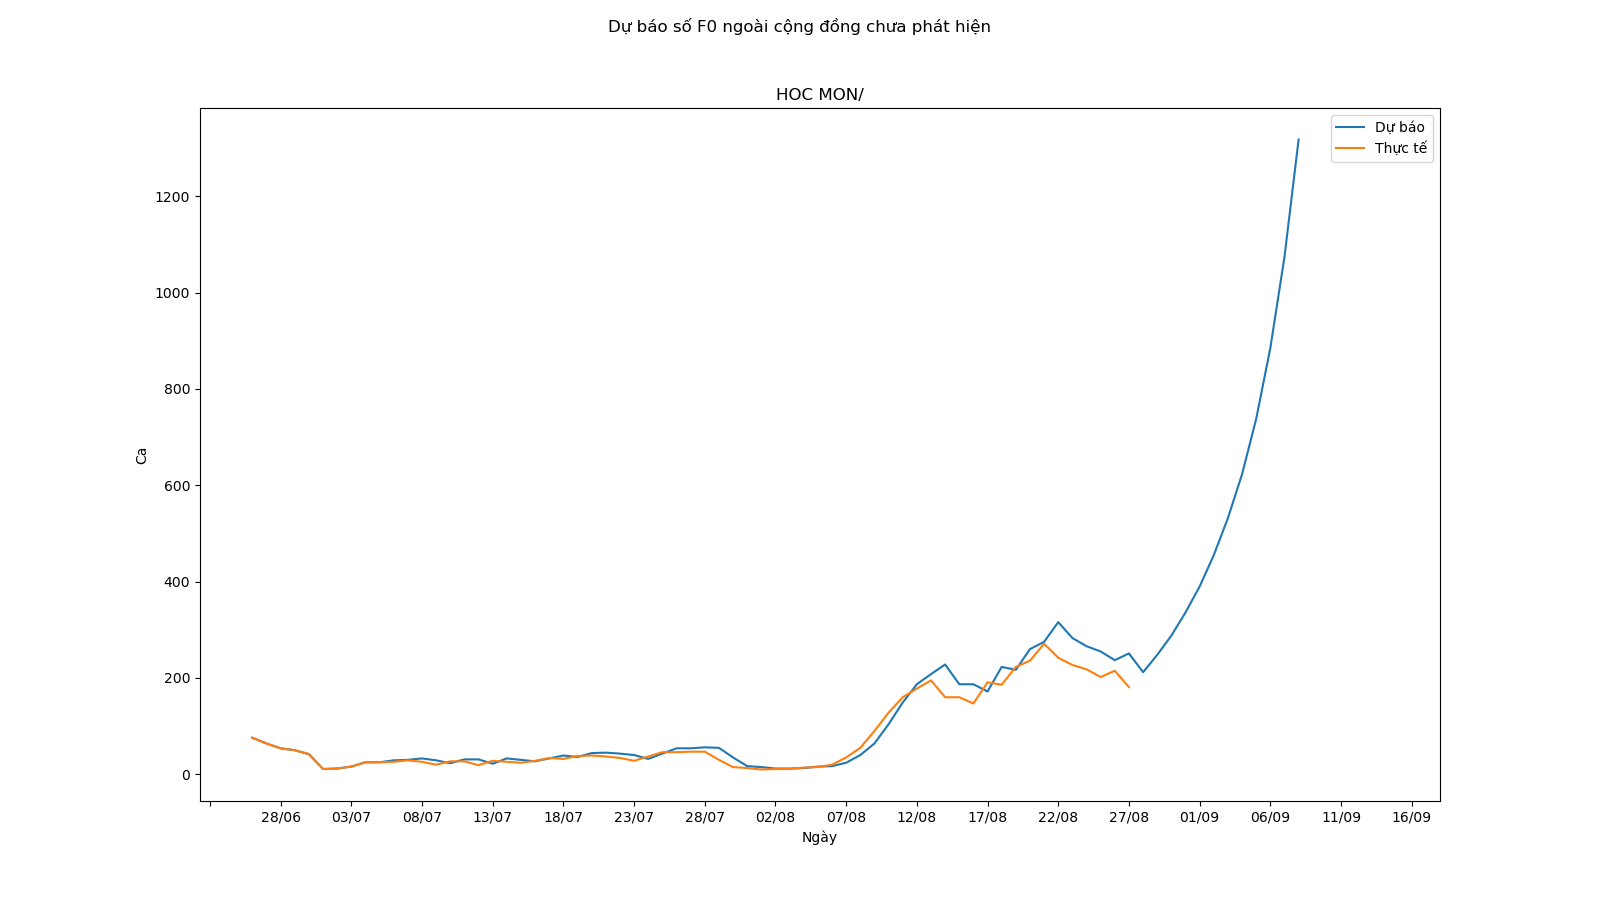 Dự báo số F0 ngoài cộng đồng chưa phát hiện
HOC MON/
Dự báo
Thực tế
1200
1000
800
600
400
200
0
Ca
28/06 03/07 08/07 13/07 18/07 23/07 28/07 02/08 07/08 12/08 17/08 22/08 27/08 01/09 06/09 11/09 16/09
Ngày